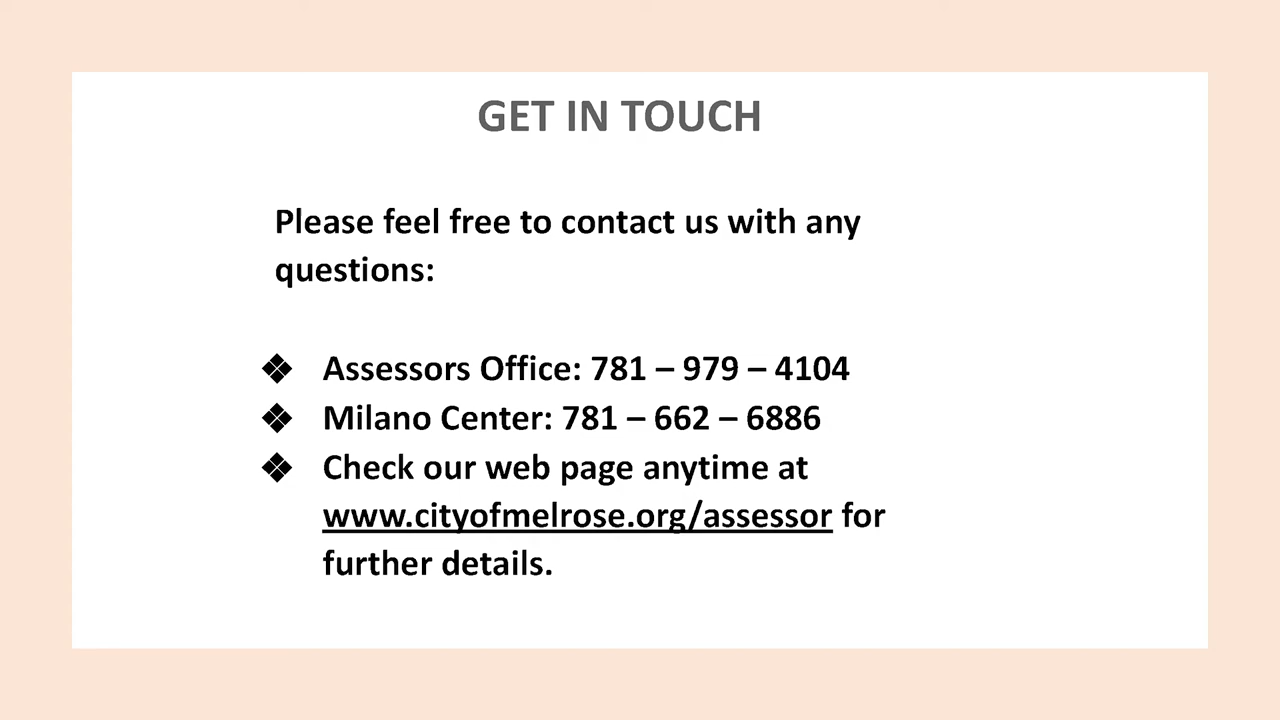 GET IN TOUCH
Please feel free to contact us with any
questions:
❖ Assessors Office: 781 – 979 – 4104
❖ Milano Center: 781 – 662 – 6886
❖ Check our web page anytime at
www.cityofmelrose.org/assessor for
further details.